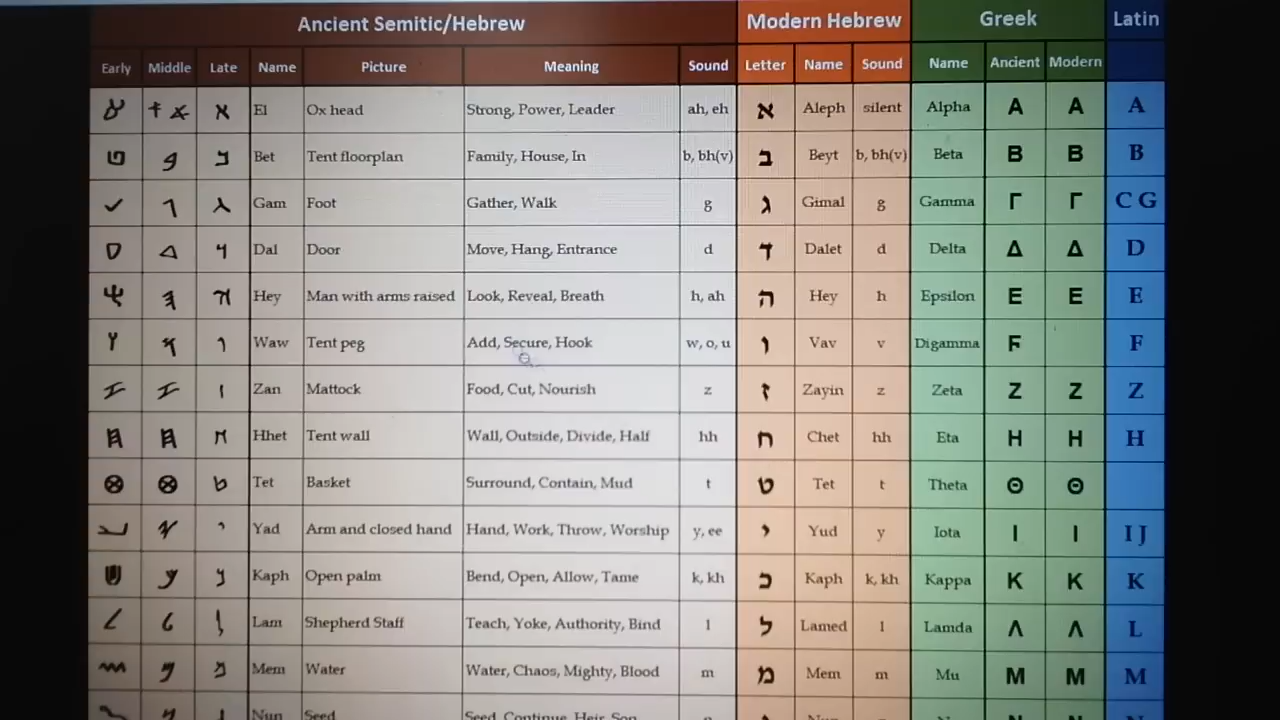 Ancient Semitic/Hebrew Modern Hebrew Greek Latin
Early Middle Late Name Picture Meaning Sound Letter Name Sound Name Ancient Modern
El Ox head Strong, Power, Leader ah, eh א Aleph silent Alpha Α Α A
Bet Tent floorplan Family, House, In b, bh(v) ב Beyt b, bh(v) Beta Β Β B
Gam Foot Gather, Walk g ג Gimal g Gamma Γ Γ C G
Dal Door Move, Hang, Entrance d ד Dalet d Delta Δ Δ D
Hey Man with arms raised Look, Reveal, Breath h, ah ה Hey h Epsilon Ε Ε E
Waw Tent peg Add, Secure, Hook w, o, u ו Vav v Digamma F F
Zan Mattock Food, Cut, Nourish z ז Zayin z Zeta Ζ Ζ Z
Hhet Tent wall Wall, Outside, Divide, Half hh ח Chet hh Eta Η Η H
Tet Basket Surround, Contain, Mud t ט Tet t Theta Θ Θ
Yad Arm and closed hand Hand, Work, Throw, Worship y, ee י Yud y Iota Ι Ι I J
Kaph Open palm Bend, Open, Allow, Tame k, kh כ Kaph k, kh Kappa Κ Κ K
Lam Shepherd Staff Teach, Yoke, Authority, Bind l ל Lamed l Lamda Λ Λ L
Mem Water Water, Chaos, Mighty, Blood m מ Mem m Mu Μ Μ M
Nun Seed Seed, Continue, Heir, Son